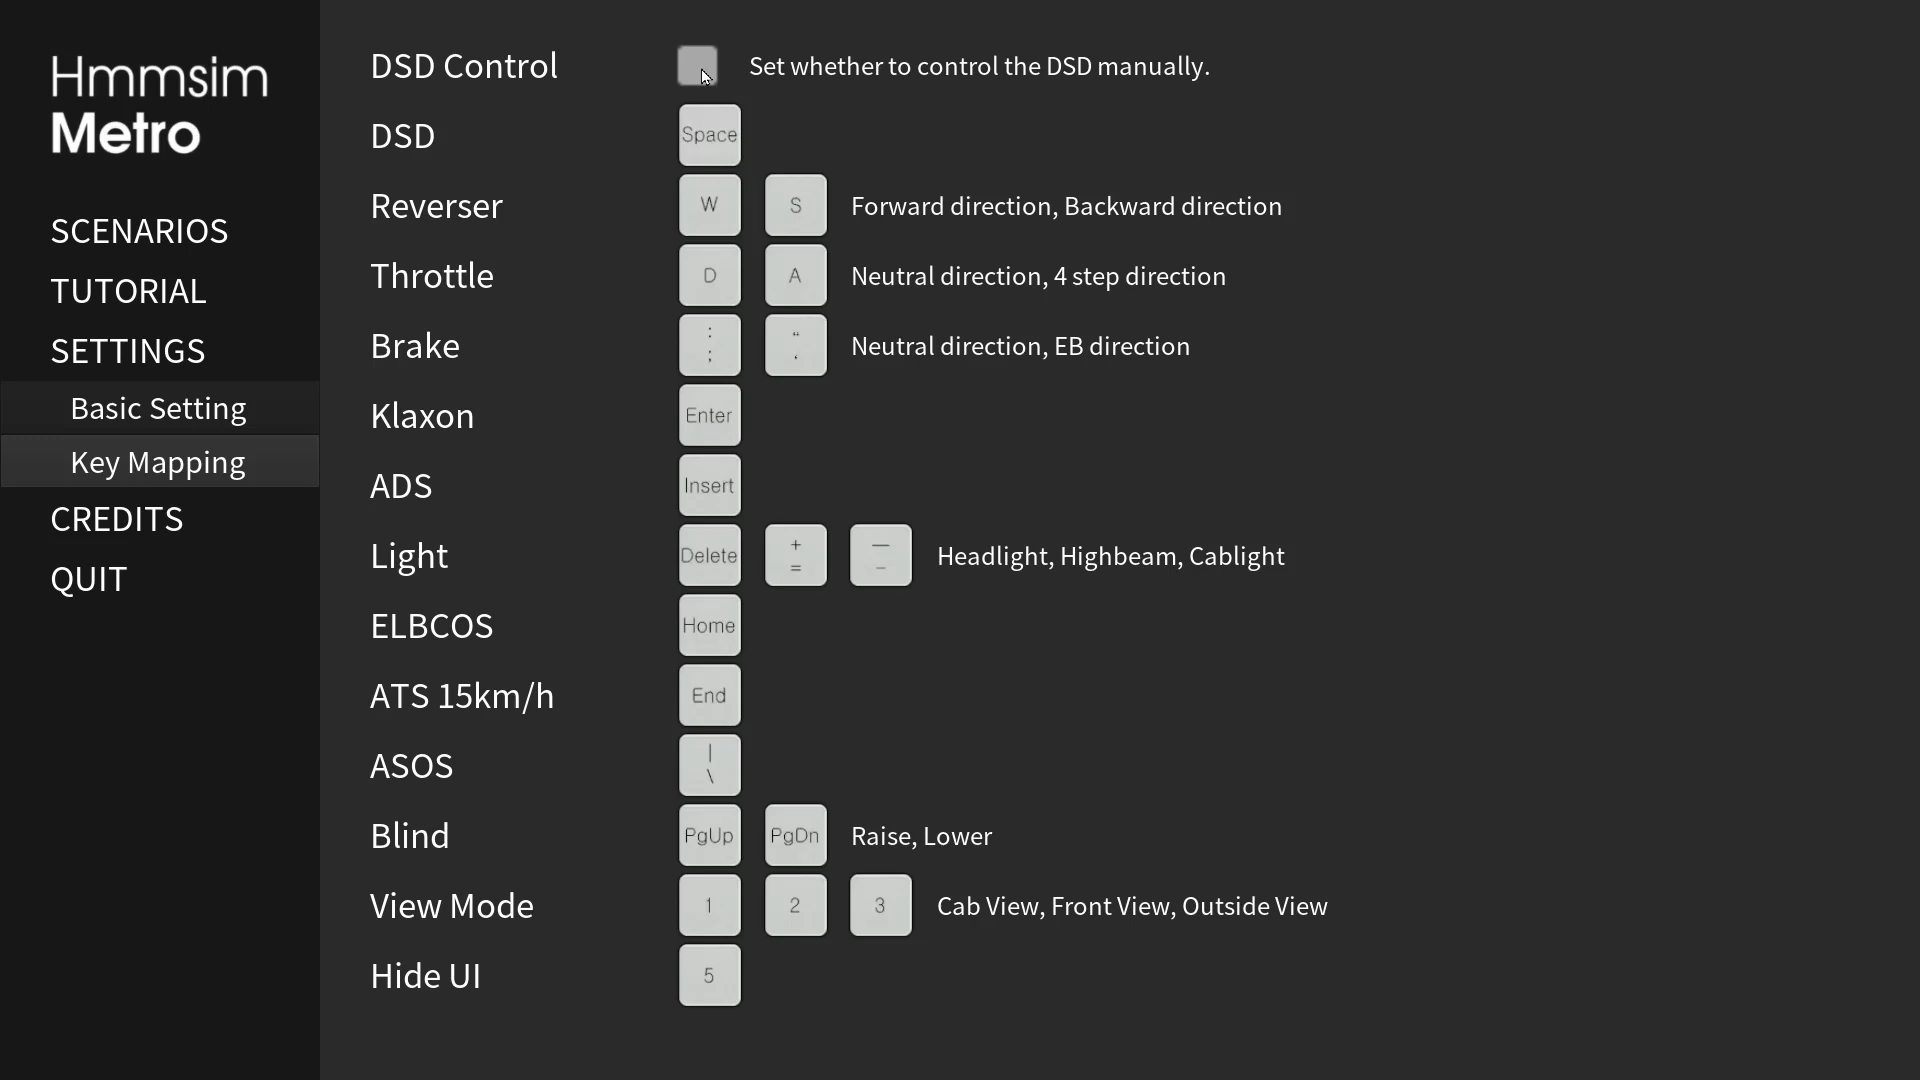 Hmmsim
Metro
SCENARIOS
TUTORIAL
SETTINGS
Basic Setting
Key Mapping
CREDITS
QUIT
DSD Control Set whether to control the DSD manually.
DSD Space
Reverser W S Forward direction, Backward direction
Throttle D A Neutral direction, 4 step direction
Brake : ; “ ‘ Neutral direction, EB direction
Klaxon Enter
ADS Insert
Light Delete + = — – Headlight, Highbeam, Cablight
ELBCOS Home
ATS 15km/h End
ASOS | \
Blind PgUp PgDn Raise, Lower
View Mode 1 2 3 Cab View, Front View, Outside View
Hide UI 5